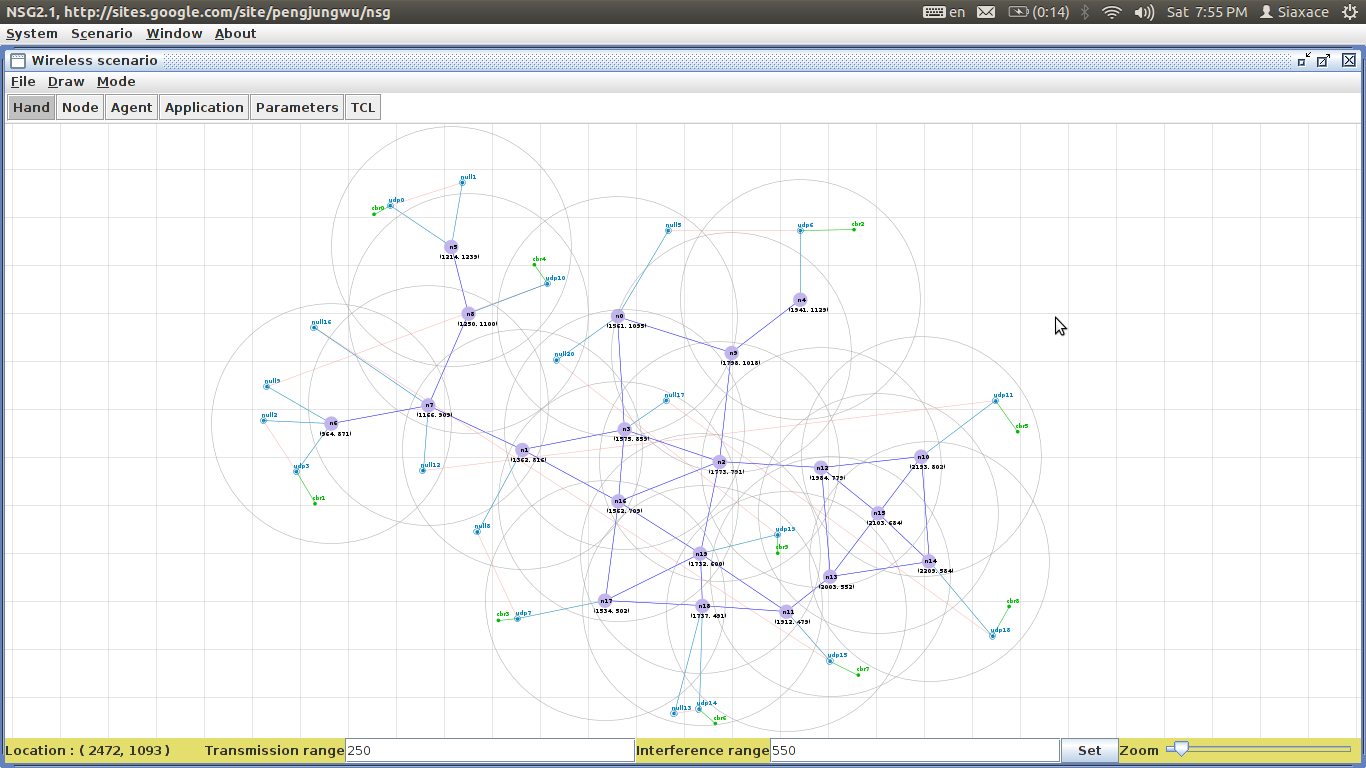 NSG2.1, http://sites.google.com/site/pengjungwu/nsg en (0:14) Sat 7:55 PM Siaxace
System Scenario Window About
Wireless scenario
File Draw Mode
Hand Node Agent Application Parameters TCL
null1
udp0
cbr0
null5
udp6
cbr2
n5
(1214, 1239)
cbr4
udp10
n4
(1941, 1129)
n8
(1250, 1100)
n0
(1561, 1095)
null16
n9
(1798, 1018)
null20
null9
null17
udp11
n7
(1166, 909)
null2
n6
(964, 871)
cbr5
n3
(1575, 859)
n1
(1362, 816)
n10
(2193, 802)
null12
n2
(1773, 791)
n12
(1984, 779)
udp3
cbr1
n16
(1562, 709)
n15
(2103, 684)
null8
udp19
cbr9
n19
(1732, 600)
n14
(2209, 584)
n13
(2003, 552)
n17
(1534, 502)
n18
(1737, 491)
n11
(1912, 479)
cbr8
cbr3
udp7
udp18
udp15
cbr7
null13
udp14
cbr6
Location : ( 2472, 1093 ) Transmission range 250 Interference range 550 Set Zoom